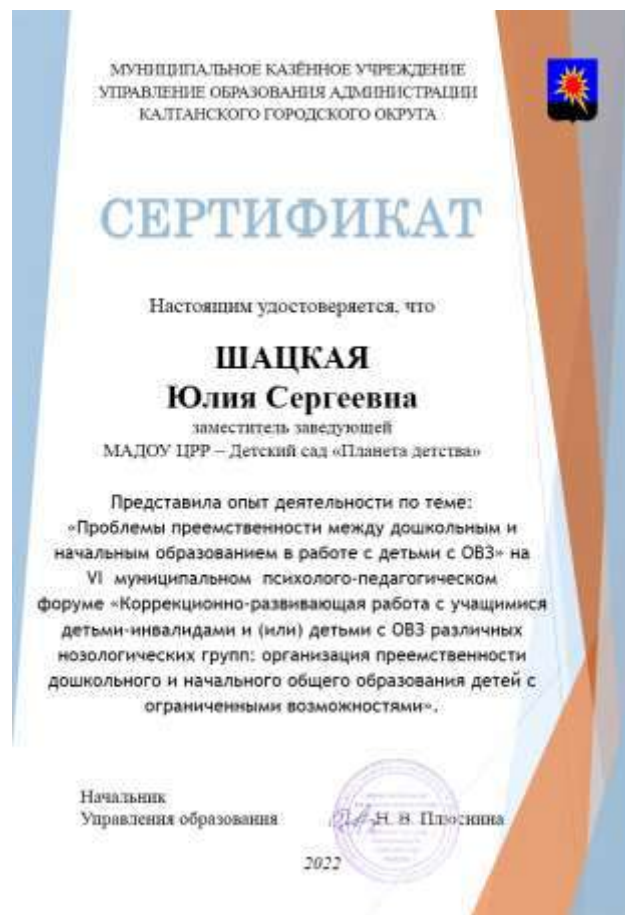 МУНИЦИПАЛЬНОЕ КАЗЁННОЕ УЧРЕЖДЕНИЕ
УПРАВЛЕНИЕ ОБРАЗОВАНИЯ АДМИНИСТРАЦИИ
КАЛТАНСКОГО ГОРОДСКОГО ОКРУГА
СЕРТИФИКАТ
Настоящим удостоверяется, что
ШАЦКАЯ
Юлия Сергеевна
заместитель заведующей
МАДОУ ЦРР – Детский сад «Планета детства»
Представила опыт деятельности по теме:
«Проблемы преемственности между дошкольным и
начальным образованием в работе с детьми с ОВЗ» на
VI муниципальном психолого-педагогическом
форуме «Коррекционно-развивающая работа с учащимися
детьми-инвалидами и (или) детьми с ОВЗ различных
нозологических групп: организация преемственности
дошкольного и начального общего образования детей с
ограниченными возможностями».
Начальник
Управления образования Н. В. Плюснина
2022